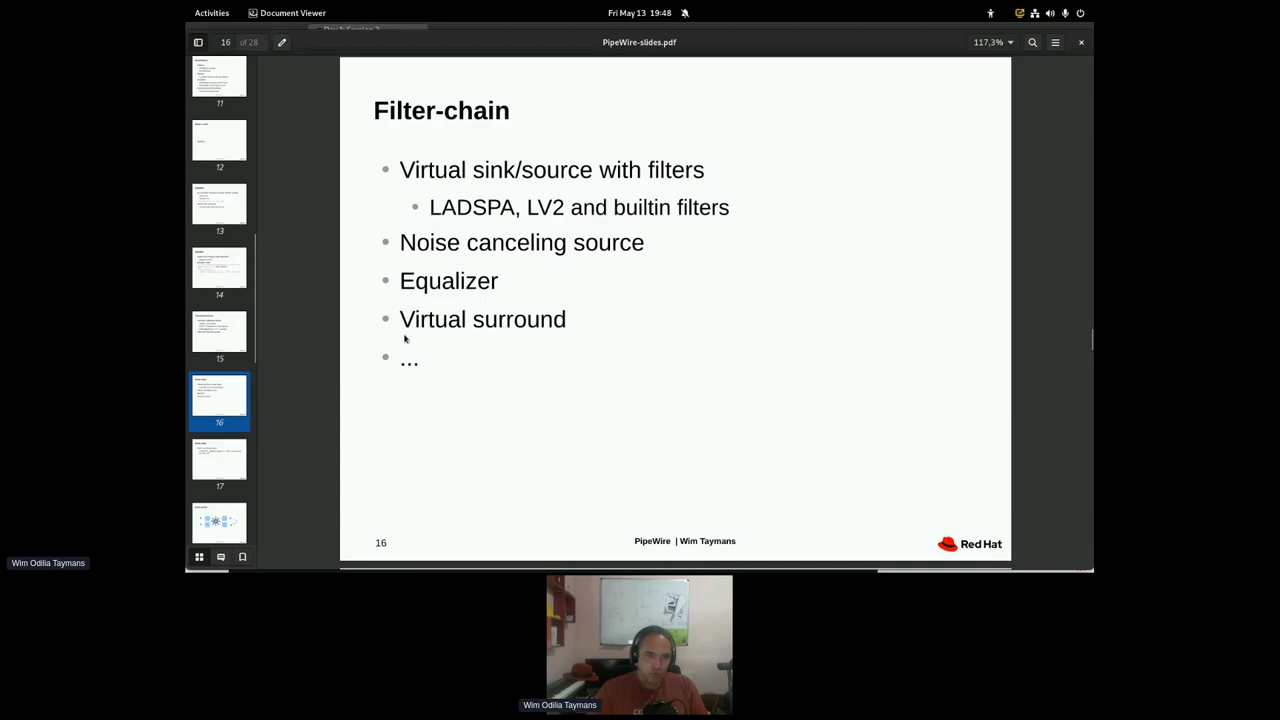 Activities
Document Viewer
Fri May 13 19:48
16 of 28
PipeWire-slides.pdf
117,3%
11
12
13
14
15
16
17
Filter-chain
Virtual sink/source with filters
LADSPA, LV2 and builtin filters
Noise canceling source
Equalizer
Virtual surround
...
16
PipeWire | Wim Taymans
Red Hat
Wim Odilia Taymans
Wim Odilia Taymans